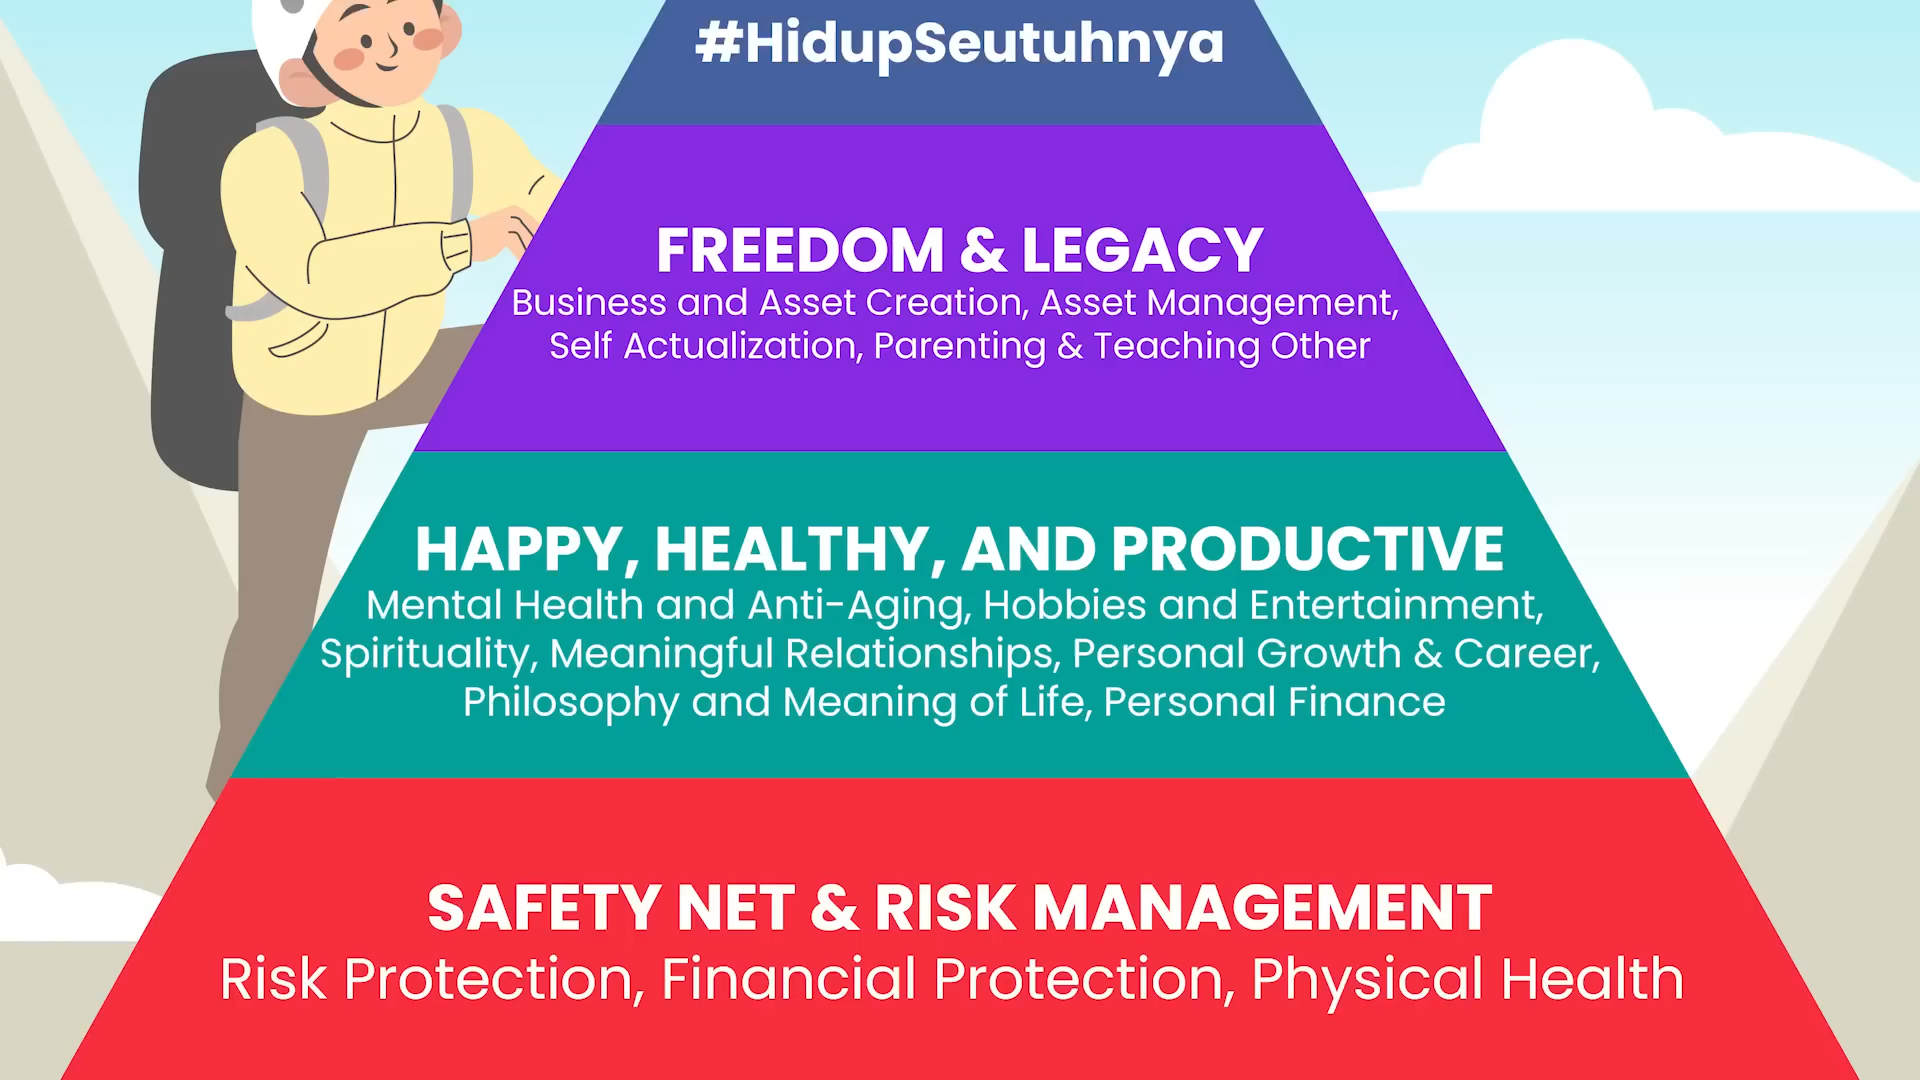 #HidupSeutuhnya
FREEDOM & LEGACY
Business and Asset Creation, Asset Management,
Self Actualization, Parenting & Teaching Other
HAPPY, HEALTHY, AND PRODUCTIVE
Mental Health and Anti-Aging, Hobbies and Entertainment,
Spirituality, Meaningful Relationships, Personal Growth & Career,
Philosophy and Meaning of Life, Personal Finance
SAFETY NET & RISK MANAGEMENT
Risk Protection, Financial Protection, Physical Health